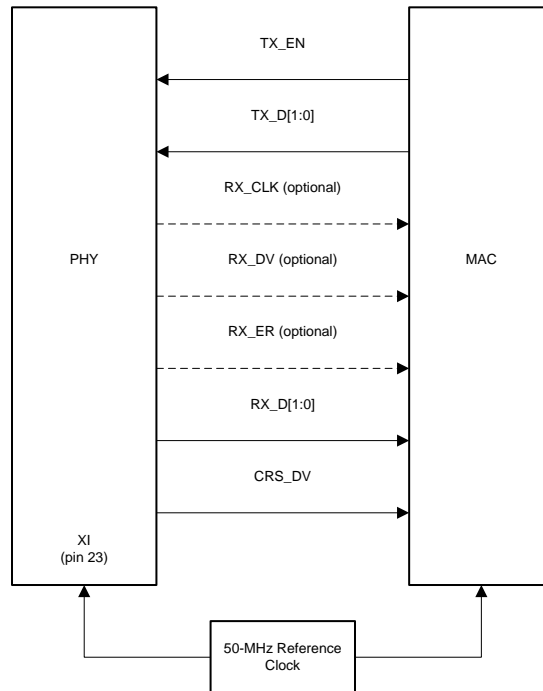 TX_EN
TX_D[1:0]
RX_CLK (optional)
PHY
RX_DV (optional)
MAC
RX_ER (optional)
RX_D[1:0]
CRS_DV
XI
(pin 23)
50-MHz Reference
Clock